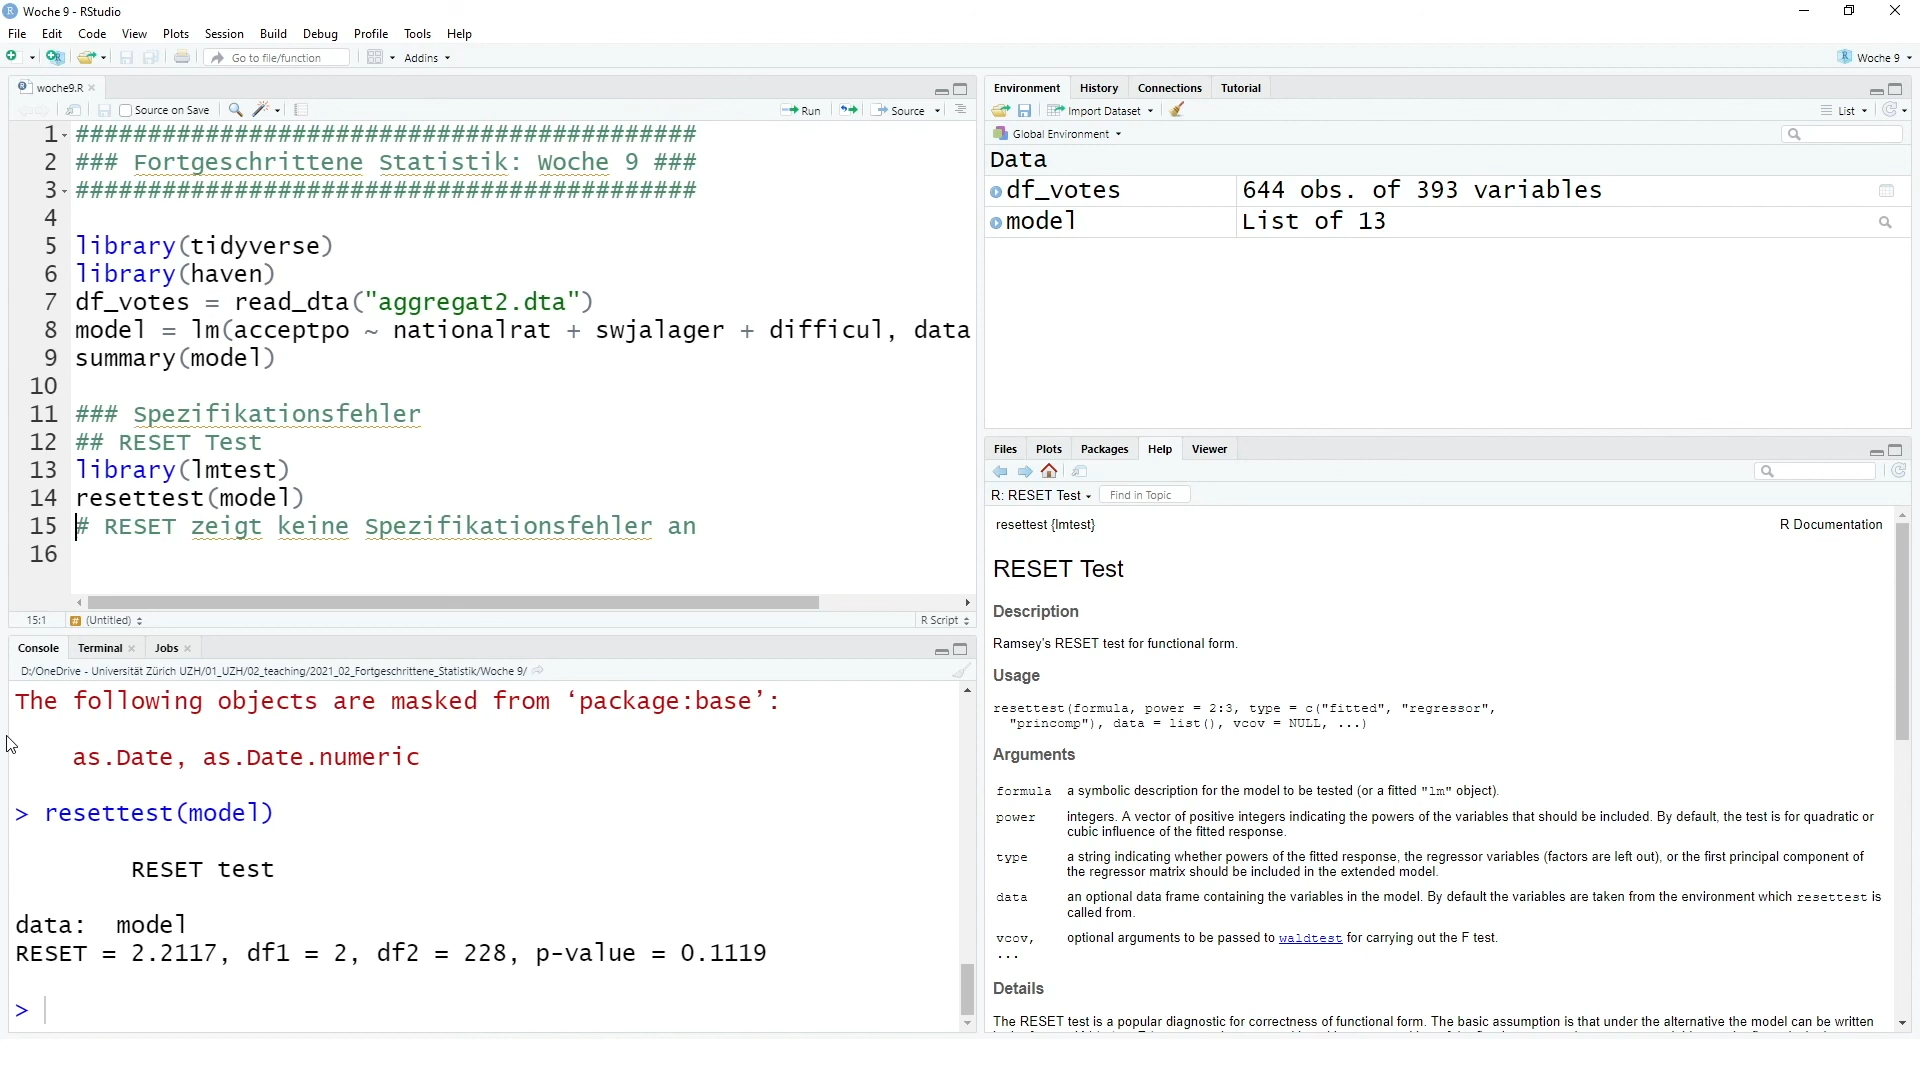 Woche 9 - RStudio
File Edit Code View Plots Session Build Debug Profile Tools Help
Go to file/function Addins Woche 9
woche9.R
Source on Save Run Source
1 ###########################################
2 ### Fortgeschrittene Statistik: Woche 9 ###
3 ###########################################
4
5 library(tidyverse)
6 library(haven)
7 df_votes = read_dta("aggregat2.dta")
8 model = lm(acceptpo ~ nationalrat + swjalager + difficul, data
9 summary(model)
10
11 ### Spezifikationsfehler
12 ## RESET Test
13 library(lmtest)
14 resettest(model)
15 # RESET zeigt keine Spezifikationsfehler an
16
15:1 (Untitled) R Script
Console Terminal Jobs
D:/OneDrive - Universität Zürich UZH/01_UZH/02_teaching/2021_02_Fortgeschrittene_Statistik/Woche 9/
The following objects are masked from ‘package:base’:
as.Date, as.Date.numeric
> resettest(model)
RESET test
data: model
RESET = 2.2117, df1 = 2, df2 = 228, p-value = 0.1119
>
Environment History Connections Tutorial
Import Dataset List
Global Environment
Data
df_votes 644 obs. of 393 variables
model List of 13
Files Plots Packages Help Viewer
R: RESET Test Find in Topic
resettest {lmtest} R Documentation
RESET Test
Description
Ramsey's RESET test for functional form.
Usage
resettest(formula, power = 2:3, type = c("fitted", "regressor",
"princomp"), data = list(), vcov = NULL, ...)
Arguments
formula a symbolic description for the model to be tested (or a fitted "lm" object).
power integers. A vector of positive integers indicating the powers of the variables that should be included. By default, the test is for quadratic or
cubic influence of the fitted response.
type a string indicating whether powers of the fitted response, the regressor variables (factors are left out), or the first principal component of
the regressor matrix should be included in the extended model.
data an optional data frame containing the variables in the model. By default the variables are taken from the environment which resettest is
called from.
vcov, optional arguments to be passed to waldtest for carrying out the F test.
...
Details
The RESET test is a popular diagnostic for correctness of functional form. The basic assumption is that under the alternative the model can be written